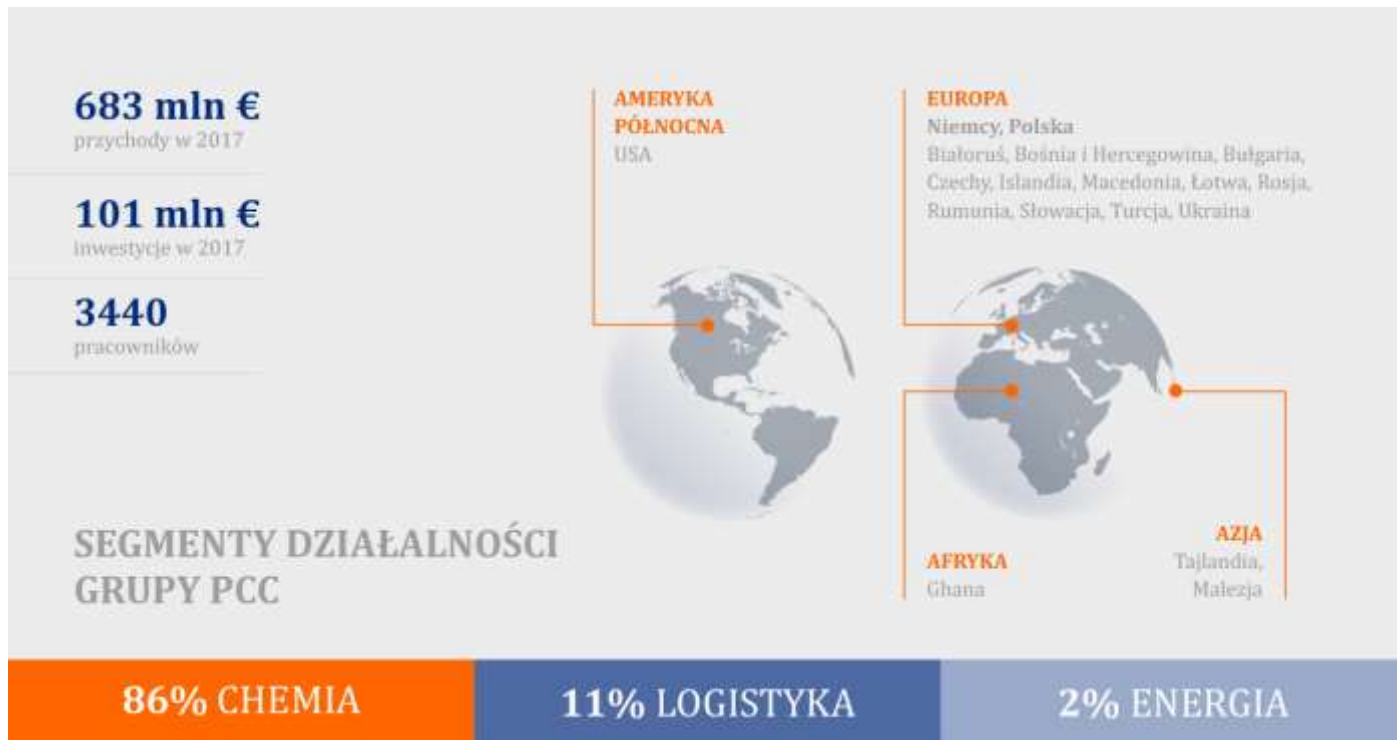 683 mln €
przychody w 2017
101 mln €
inwestycje w 2017
3440
pracowników
AMERYKA
PÓŁNOCNA
USA
EUROPA
Niemcy, Polska
Białoruś, Bośnia i Hercegowina, Bułgaria,
Czechy, Islandia, Macedonia, Łotwa, Rosja,
Rumunia, Słowacja, Turcja, Ukraina
AFRYKA
Ghana
AZJA
Tajlandia,
Malezja
SEGMENTY DZIAŁALNOŚCI
GRUPY PCC
86% CHEMIA
11% LOGISTYKA
2% ENERGIA